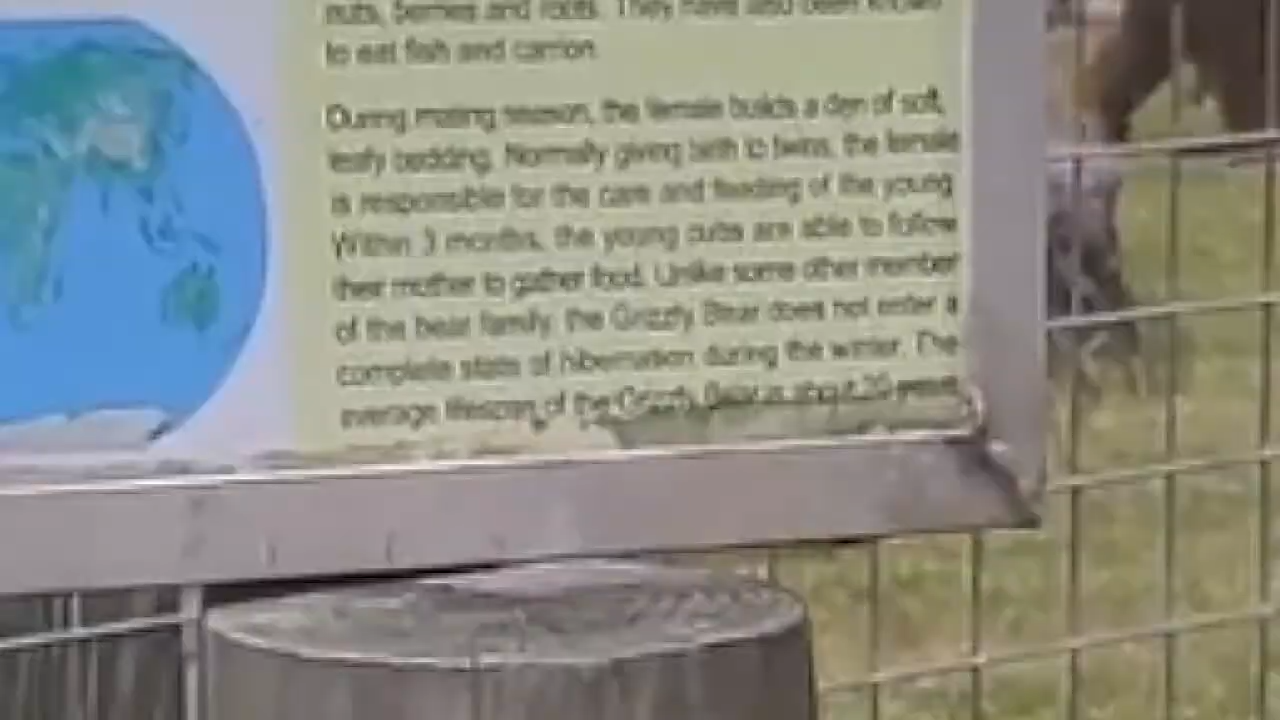 nuts, berries and roots. They have also been known
to eat fish and carrion.
During mating season, the female builds a den of soft,
leafy bedding. Normally giving birth to twins, the female
is responsible for the care and feeding of the young.
Within 3 months, the young cubs are able to follow
their mother to gather food. Unlike some other member
of the bear family, the Grizzly Bear does not enter a
complete state of hibernation during the winter. The
average lifespan of the Grizzly Bear is about 20 years